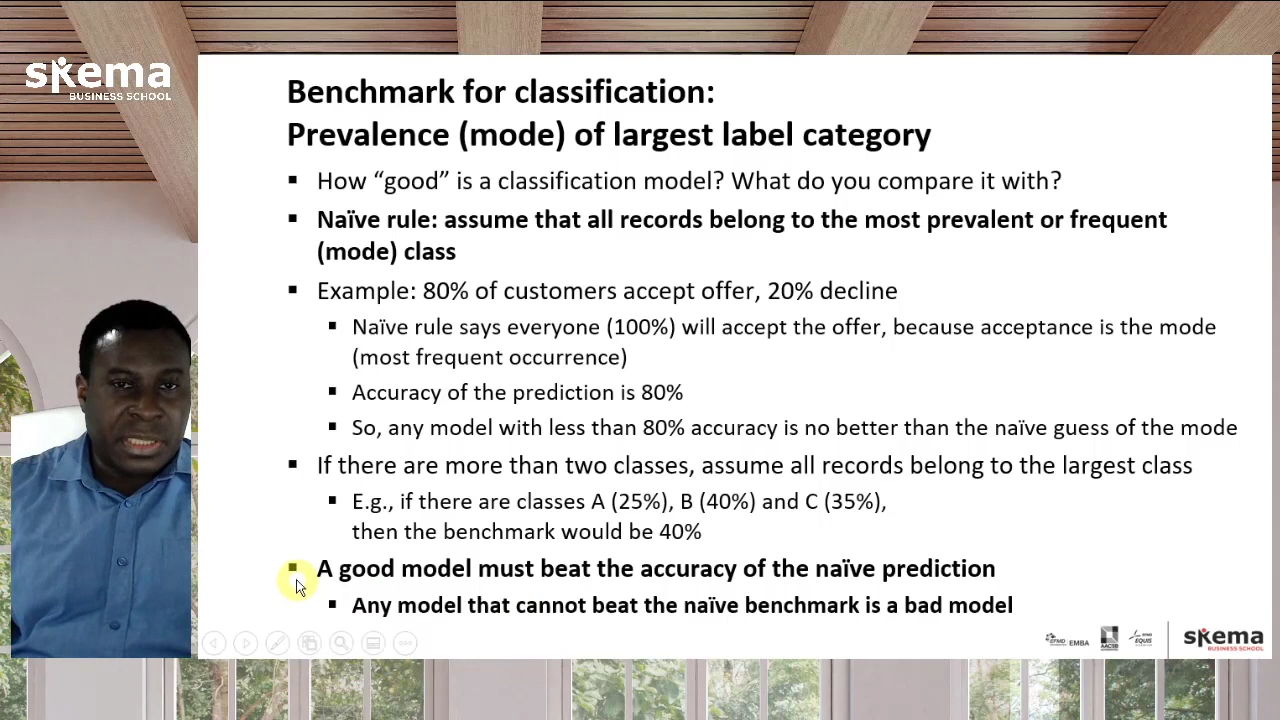 skema
BUSINESS SCHOOL
Benchmark for classification:
Prevalence (mode) of largest label category
▪ How “good” is a classification model? What do you compare it with?
▪ Naïve rule: assume that all records belong to the most prevalent or frequent
(mode) class
▪ Example: 80% of customers accept offer, 20% decline
▪ Naïve rule says everyone (100%) will accept the offer, because acceptance is the mode
(most frequent occurrence)
▪ Accuracy of the prediction is 80%
▪ So, any model with less than 80% accuracy is no better than the naïve guess of the mode
▪ If there are more than two classes, assume all records belong to the largest class
▪ E.g., if there are classes A (25%), B (40%) and C (35%),
then the benchmark would be 40%
▪ A good model must beat the accuracy of the naïve prediction
▪ Any model that cannot beat the naïve benchmark is a bad model
EFMD EMBA
AACSB
EFMD
EQUIS
skema
BUSINESS SCHOOL